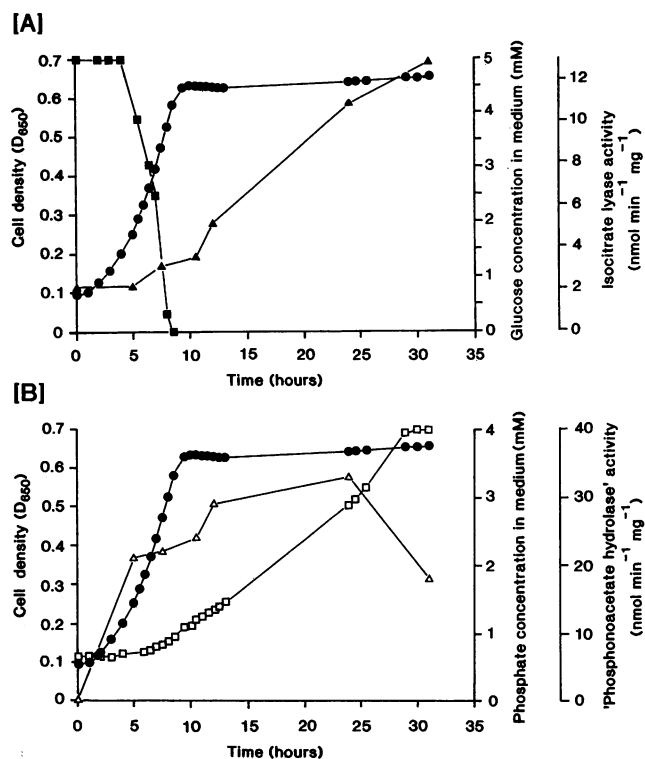 [A]
0.7
0.6
0.5
0.4
0.3
0.2
0.1
0
Cell density (D650)
5
4
3
2
1
0
Glucose concentration in medium (mM)
12
10
8
6
4
2
0
Isocitrate lyase activity
(nmol min−1 mg−1)
0 5 10 15 20 25 30 35
Time (hours)
[B]
0.7
0.6
0.5
0.4
0.3
0.2
0.1
0
Cell density (D650)
4
3
2
1
0
Phosphate concentration in medium (mM)
40
30
20
10
0
'Phosphonoacetate hydrolase' activity
(nmol min−1 mg−1)
0 5 10 15 20 25 30 35
Time (hours)